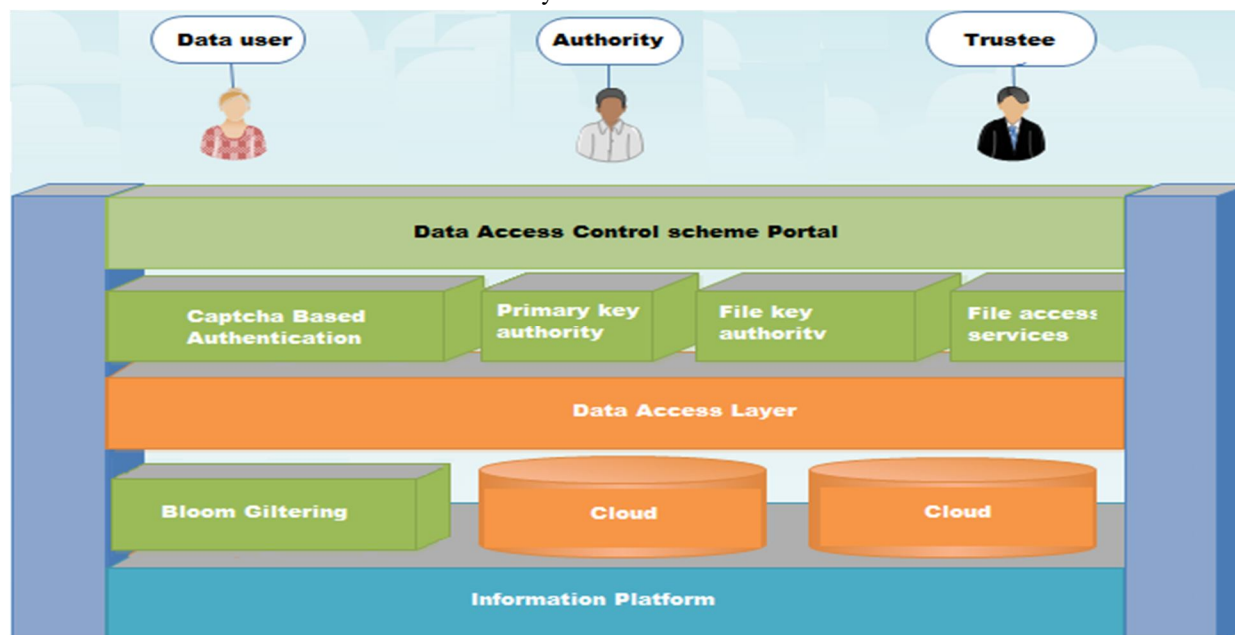 Data user
Authority
Trustee
Data Access Control scheme Portal
Captcha Based
Authentication
Primary key
authority
File key
authority
File access
services
Data Access Layer
Bloom Giltering
Cloud
Cloud
Information Platform